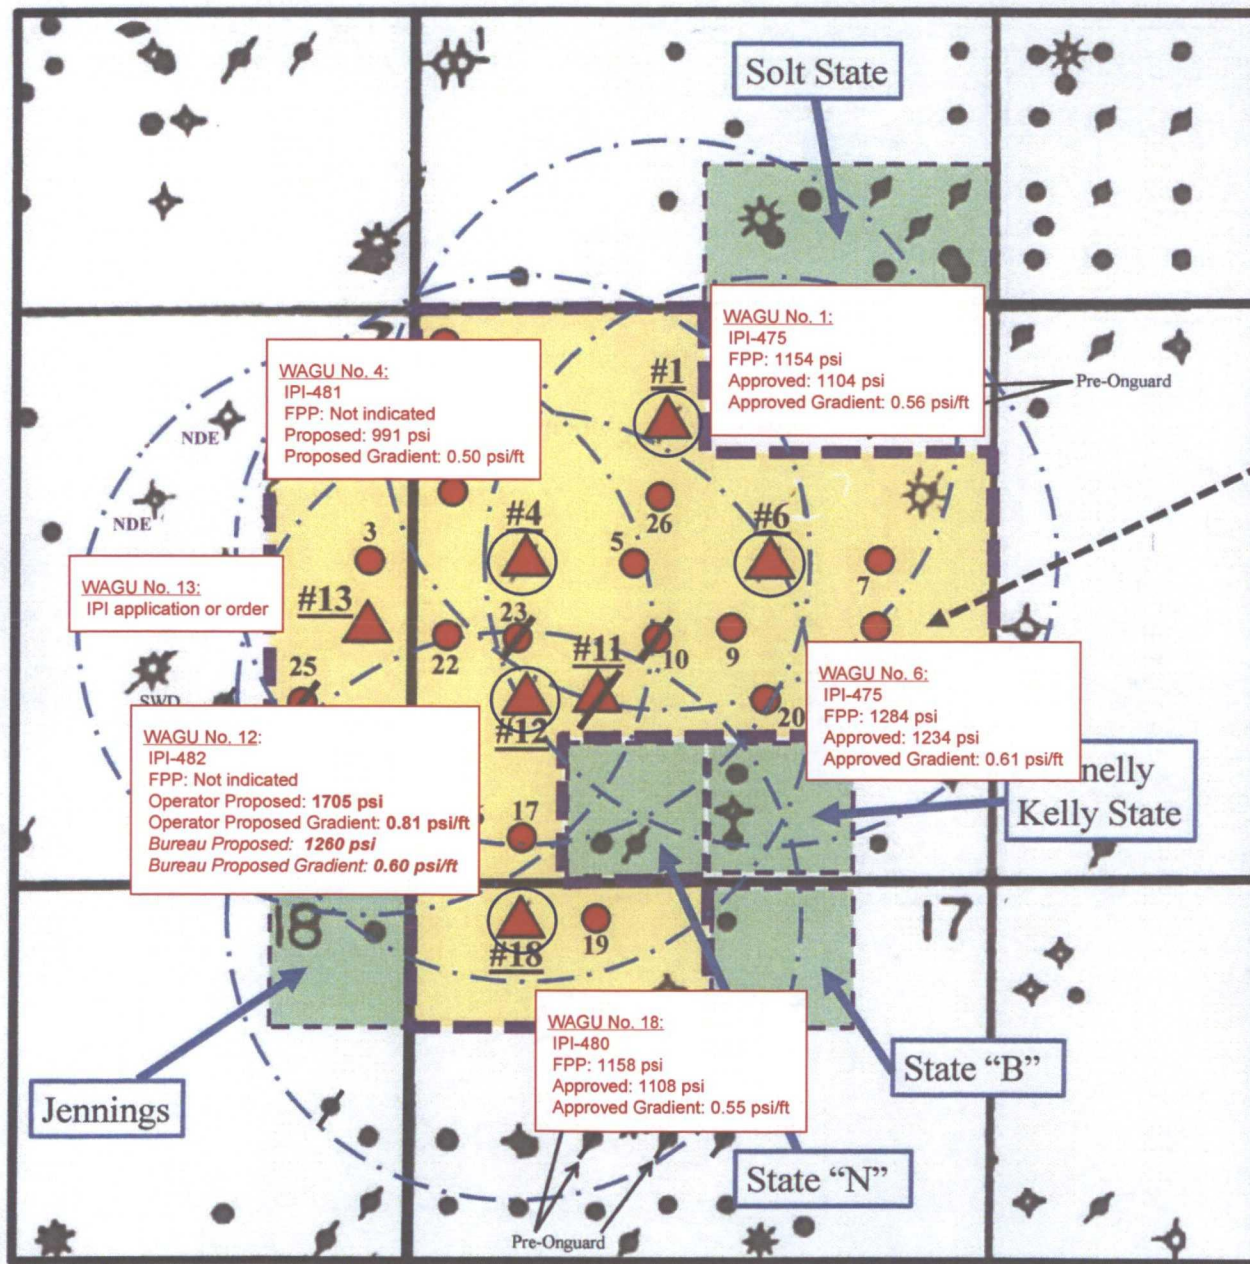 Solt State
WAGU No. 1:
IPI-475
FPP: 1154 psi
Approved: 1104 psi
Approved Gradient: 0.56 psi/ft
Pre-Onguard
WAGU No. 4:
IPI-481
FPP: Not indicated
Proposed: 991 psi
Proposed Gradient: 0.50 psi/ft
#1
NDE
NDE
26
#4
#6
3
5
7
WAGU No. 13:
IPI application or order
#13
22
23
10
9
#11
25
SWD
#12
20
WAGU No. 6:
IPI-475
FPP: 1284 psi
Approved: 1234 psi
Approved Gradient: 0.61 psi/ft
WAGU No. 12:
IPI-482
FPP: Not indicated
Operator Proposed: 1705 psi
Operator Proposed Gradient: 0.81 psi/ft
Bureau Proposed: 1260 psi
Bureau Proposed Gradient: 0.60 psi/ft
nelly
Kelly State
17
18
#18
19
17
WAGU No. 18:
IPI-480
FPP: 1158 psi
Approved: 1108 psi
Approved Gradient: 0.55 psi/ft
State “B”
Jennings
State “N”
Pre-Onguard